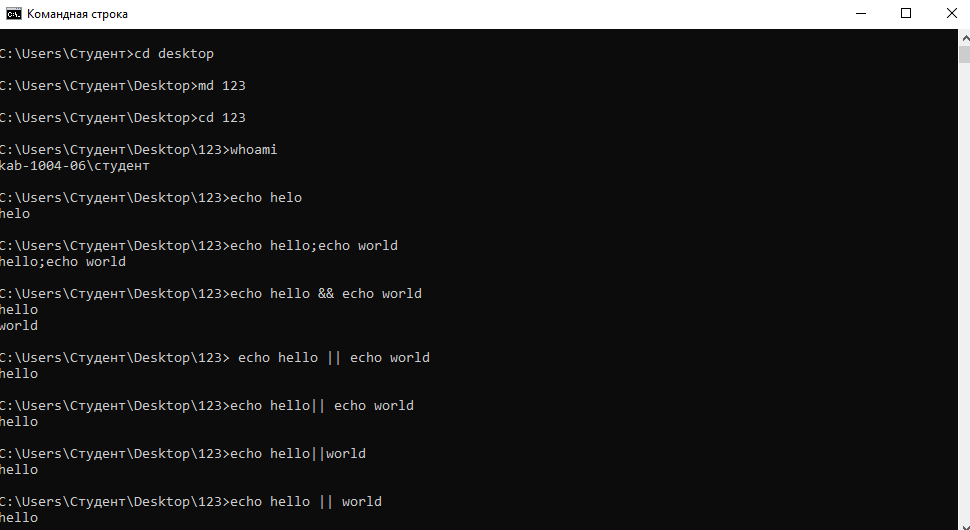 Командная строка
C:\Users\Студент>cd desktop
C:\Users\Студент\Desktop>md 123
C:\Users\Студент\Desktop>cd 123
C:\Users\Студент\Desktop\123>whoami
kab-1004-06\студент
C:\Users\Студент\Desktop\123>echo helo
helo
C:\Users\Студент\Desktop\123>echo hello;echo world
hello;echo world
C:\Users\Студент\Desktop\123>echo hello && echo world
hello
world
C:\Users\Студент\Desktop\123> echo hello || echo world
hello
C:\Users\Студент\Desktop\123>echo hello|| echo world
hello
C:\Users\Студент\Desktop\123>echo hello||world
hello
C:\Users\Студент\Desktop\123>echo hello || world
hello